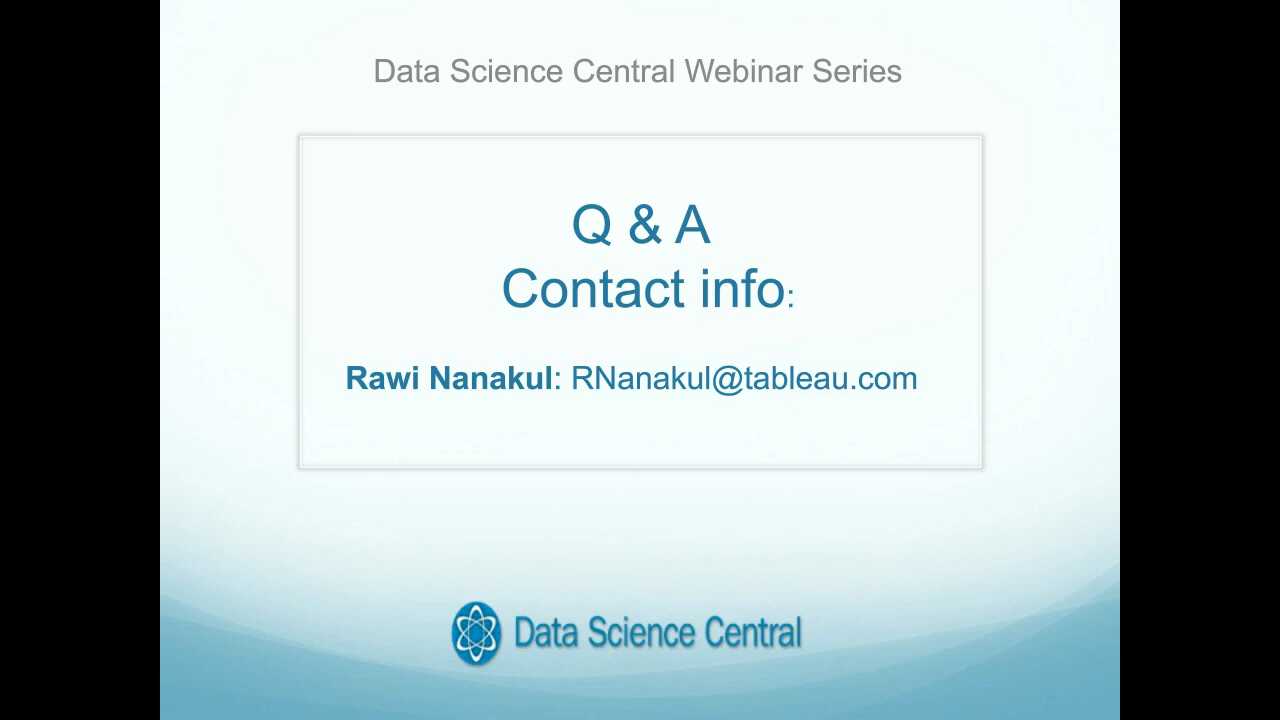 Data Science Central Webinar Series
Q & A
Contact info:
Rawi Nanakul: RNanakul@tableau.com
Data Science Central